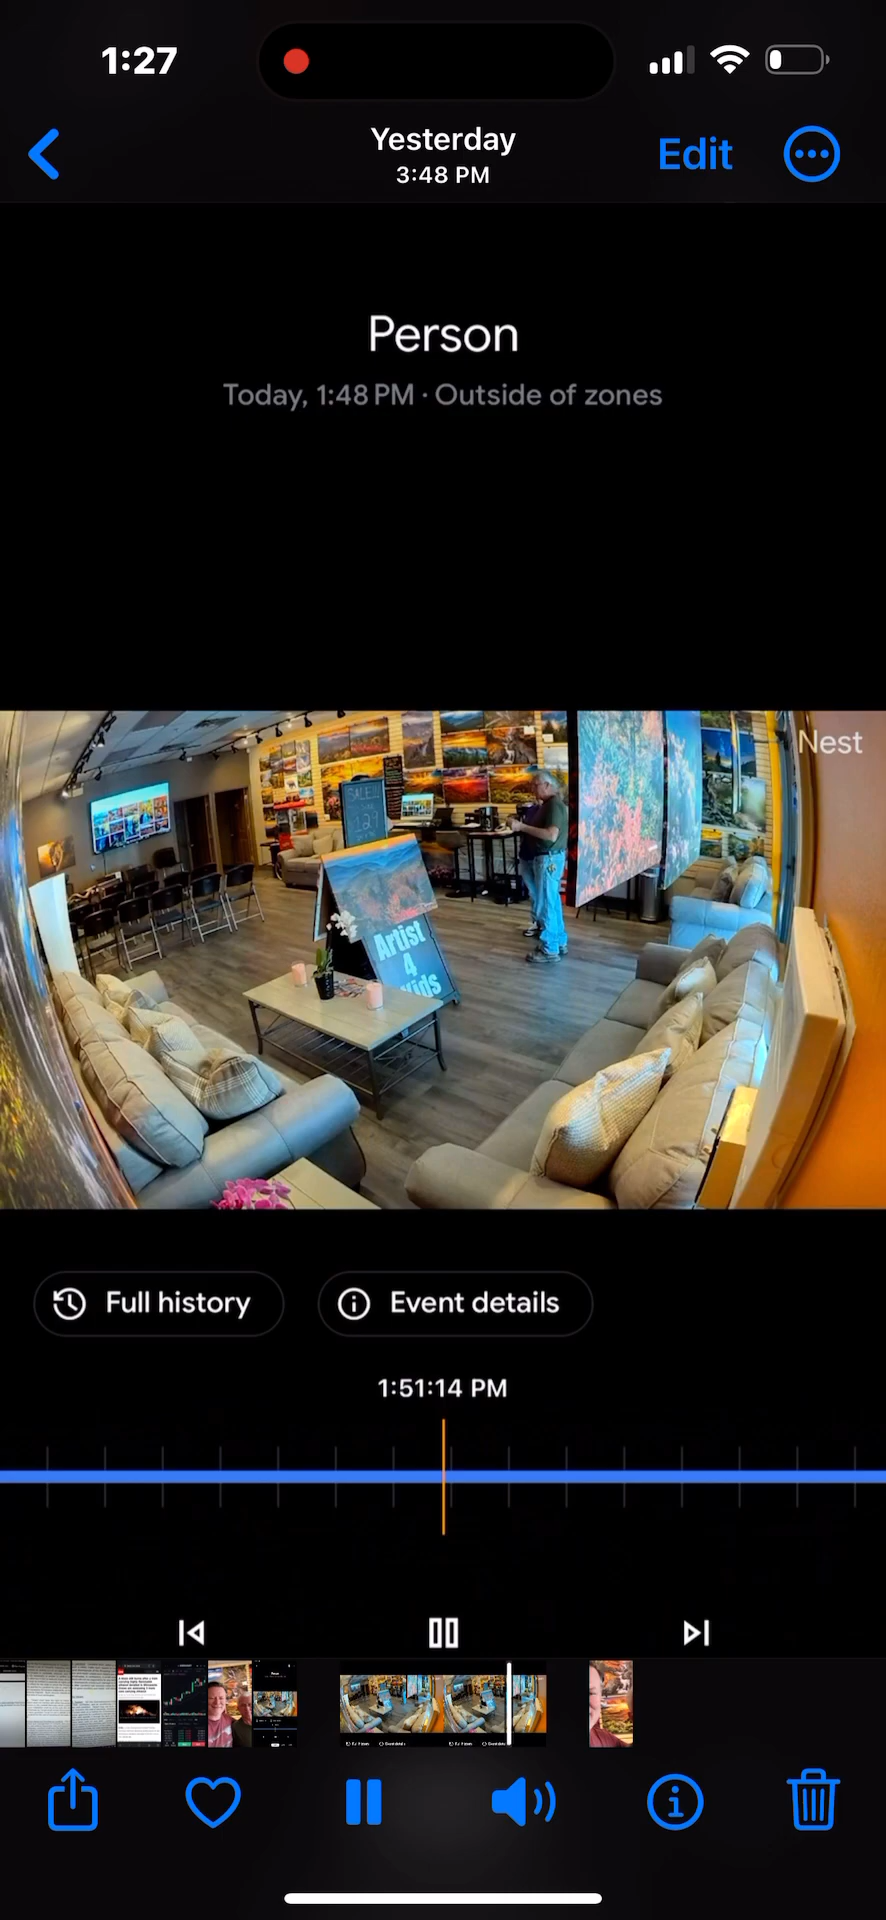 1:27
Yesterday
3:48 PM
Edit
Person
Today, 1:48 PM · Outside of zones
Nest
SALE!!
Artist
4
Kids
Full history
Event details
1:51:14 PM